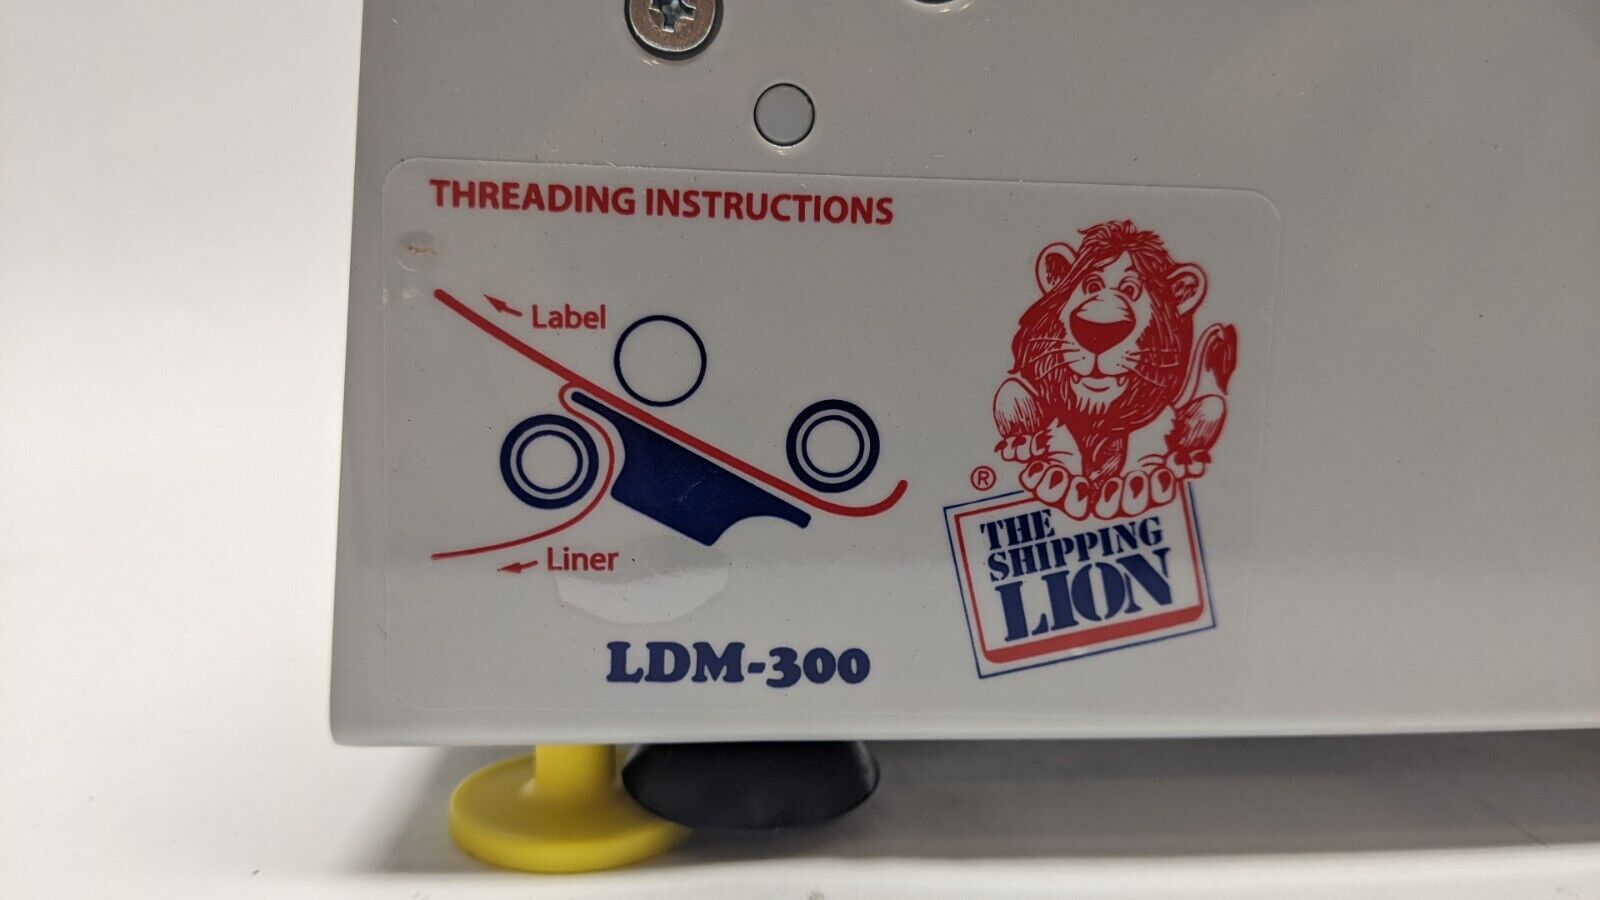 THREADING INSTRUCTIONS
Label
Liner
LDM-300
®
THE
SHIPPING
LION